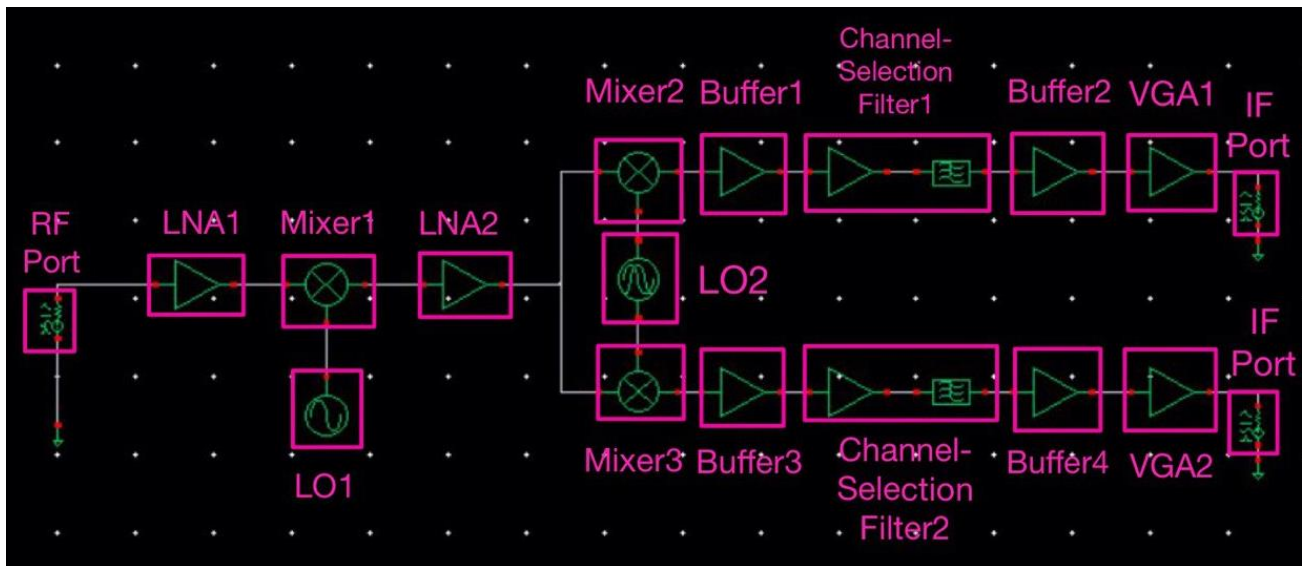 Channel-
Selection
Filter1
Mixer2
Buffer1
Buffer2
VGA1
IF
Port
RF
Port
LNA1
Mixer1
LNA2
LO2
LO1
IF
Port
Mixer3
Buffer3
Channel-
Selection
Filter2
Buffer4
VGA2